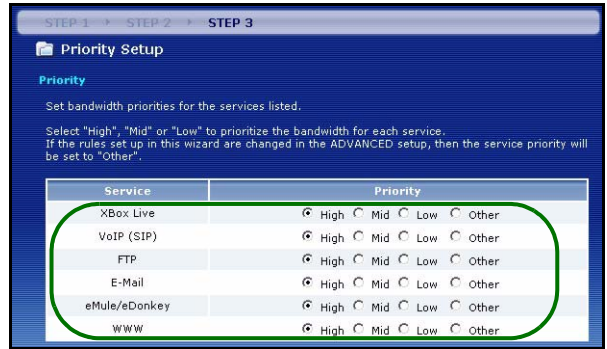 STEP 1 STEP 2 STEP 3
Priority Setup
Priority
Set bandwidth priorities for the services listed.
Select "High", "Mid" or "Low" to prioritize the bandwidth for each service.
If the rules set up in this wizard are changed in the ADVANCED setup, then the service priority will
be set to "Other".
Service Priority
XBox Live High Mid Low Other
VoIP (SIP) High Mid Low Other
FTP High Mid Low Other
E-Mail High Mid Low Other
eMule/eDonkey High Mid Low Other
WWW High Mid Low Other